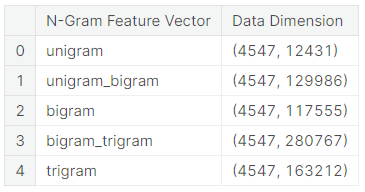 N-Gram Feature Vector Data Dimension
0 unigram (4547, 12431)
1 unigram_bigram (4547, 129986)
2 bigram (4547, 117555)
3 bigram_trigram (4547, 280767)
4 trigram (4547, 163212)